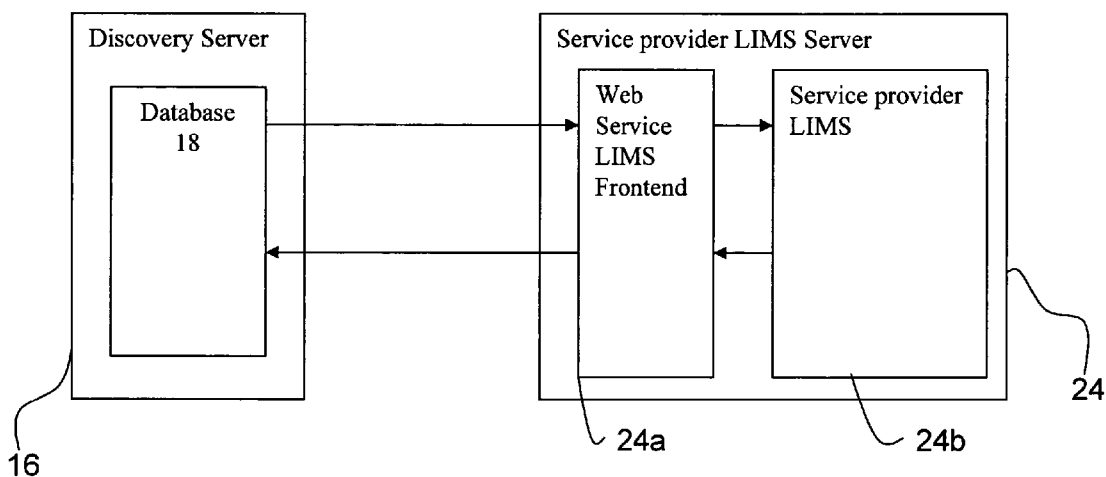 Discovery Server
Database
18
Service provider LIMS Server
Web
Service
LIMS
Frontend
Service provider
LIMS
16
24a
24b
24